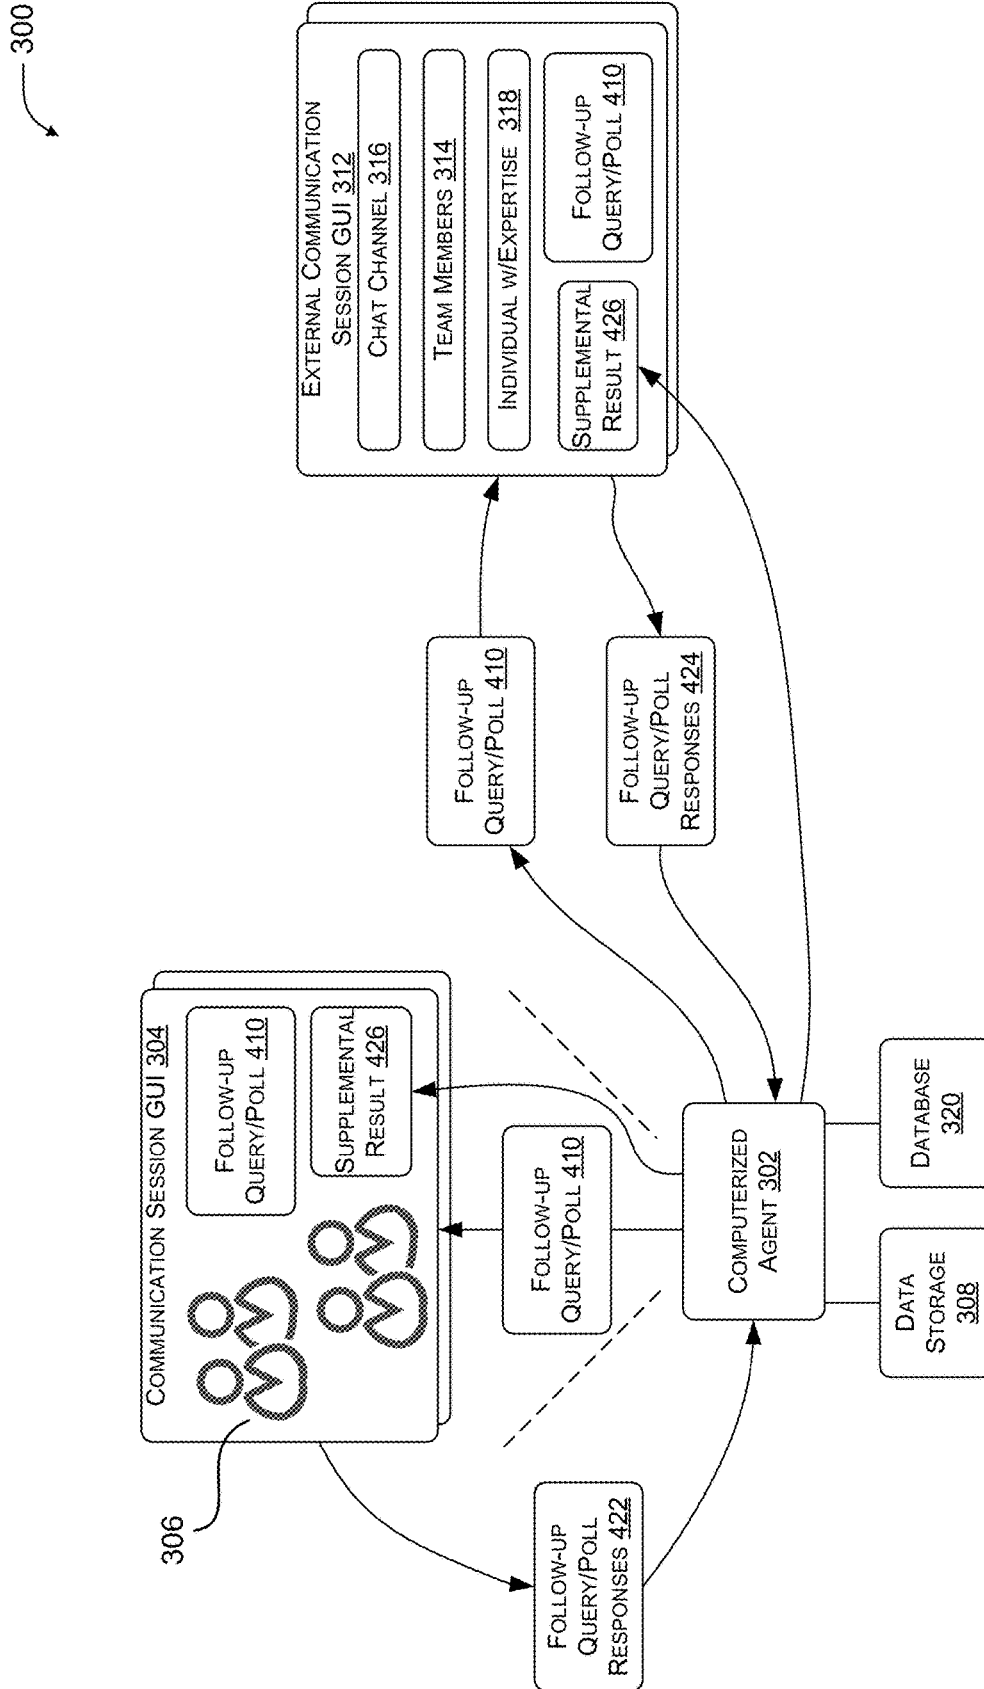 300
COMMUNICATION SESSION GUI 304
FOLLOW-UP
QUERY/POLL 410
SUPPLEMENTAL
RESULT 426
306
EXTERNAL COMMUNICATION
SESSION GUI 312
CHAT CHANNEL 316
TEAM MEMBERS 314
INDIVIDUAL W/EXPERTISE 318
SUPPLEMENTAL
RESULT 426
FOLLOW-UP
QUERY/POLL 410
FOLLOW-UP
QUERY/POLL 410
FOLLOW-UP
QUERY/POLL
RESPONSES 424
FOLLOW-UP
QUERY/POLL 410
FOLLOW-UP
QUERY/POLL
RESPONSES 422
COMPUTERIZED
AGENT 302
DATA
STORAGE
308
DATABASE
320